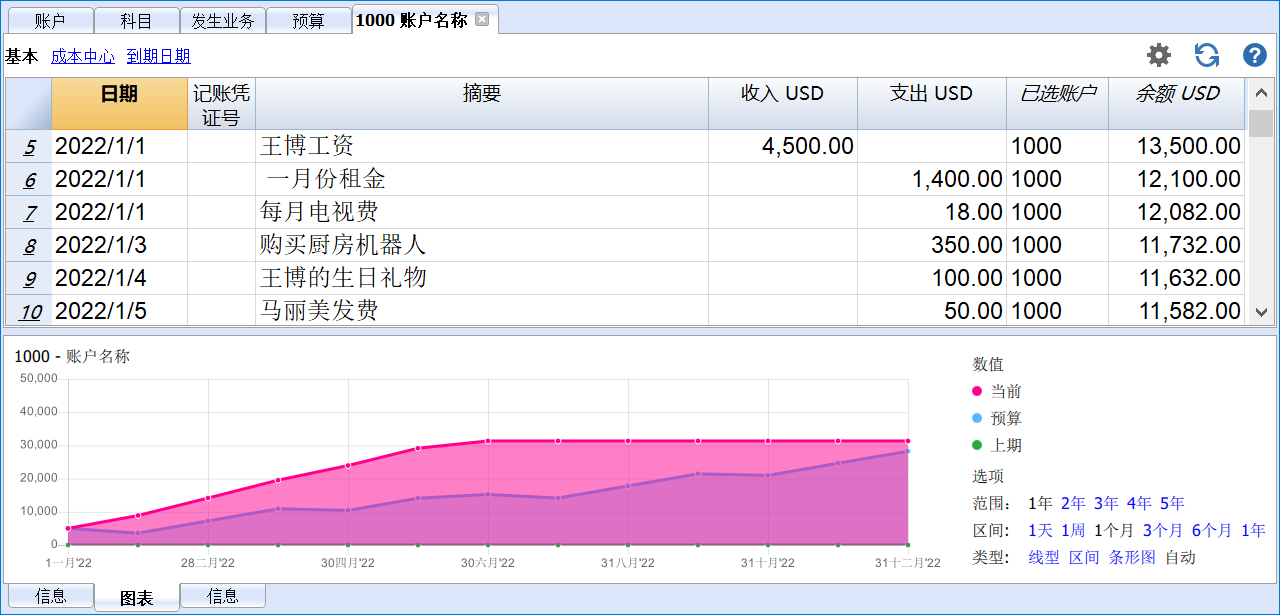 账户 科目 发生业务 预算 1000 账户名称
基本 成本中心 到期日期
日期 记账凭证号 摘要 收入 USD 支出 USD 已选账户 余额 USD
5 2022/1/1 王博工资 4,500.00 1000 13,500.00
6 2022/1/1 一月份租金 1,400.00 1000 12,100.00
7 2022/1/1 每月电视费 18.00 1000 12,082.00
8 2022/1/3 购买厨房机器人 350.00 1000 11,732.00
9 2022/1/4 王博的生日礼物 100.00 1000 11,632.00
10 2022/1/5 马丽美发费 50.00 1000 11,582.00
1000 - 账户名称
50,000
40,000
30,000
20,000
10,000
0
1一月'22 28二月'22 30四月'22 30六月'22 31八月'22 31十月'22 31十二月'22
数值
当前
预算
上期
选项
范围: 1年 2年 3年 4年 5年
区间: 1天 1周 1个月 3个月 6个月 1年
类型: 线型 区间 条形图 自动
信息 图表 信息